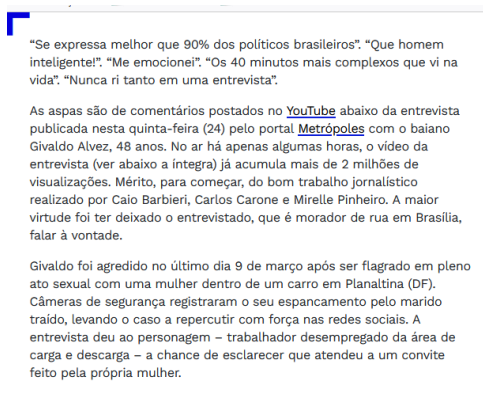 “Se expressa melhor que 90% dos políticos brasileiros”. “Que homem
inteligente!”. “Me emocionei”. “Os 40 minutos mais complexos que vi na
vida”. “Nunca ri tanto em uma entrevista”.
As aspas são de comentários postados no YouTube abaixo da entrevista
publicada nesta quinta-feira (24) pelo portal Metrópoles com o baiano
Givaldo Alvez, 48 anos. No ar há apenas algumas horas, o vídeo da
entrevista (ver abaixo a íntegra) já acumula mais de 2 milhões de
visualizações. Mérito, para começar, do bom trabalho jornalístico
realizado por Caio Barbieri, Carlos Carone e Mirelle Pinheiro. A maior
virtude foi ter deixado o entrevistado, que é morador de rua em Brasília,
falar à vontade.
Givaldo foi agredido no último dia 9 de março após ser flagrado em pleno
ato sexual com uma mulher dentro de um carro em Planaltina (DF).
Câmeras de segurança registraram o seu espancamento pelo marido
traído, levando o caso a repercutir com força nas redes sociais. A
entrevista deu ao personagem – trabalhador desempregado da área de
carga e descarga – a chance de esclarecer que atendeu a um convite
feito pela própria mulher.